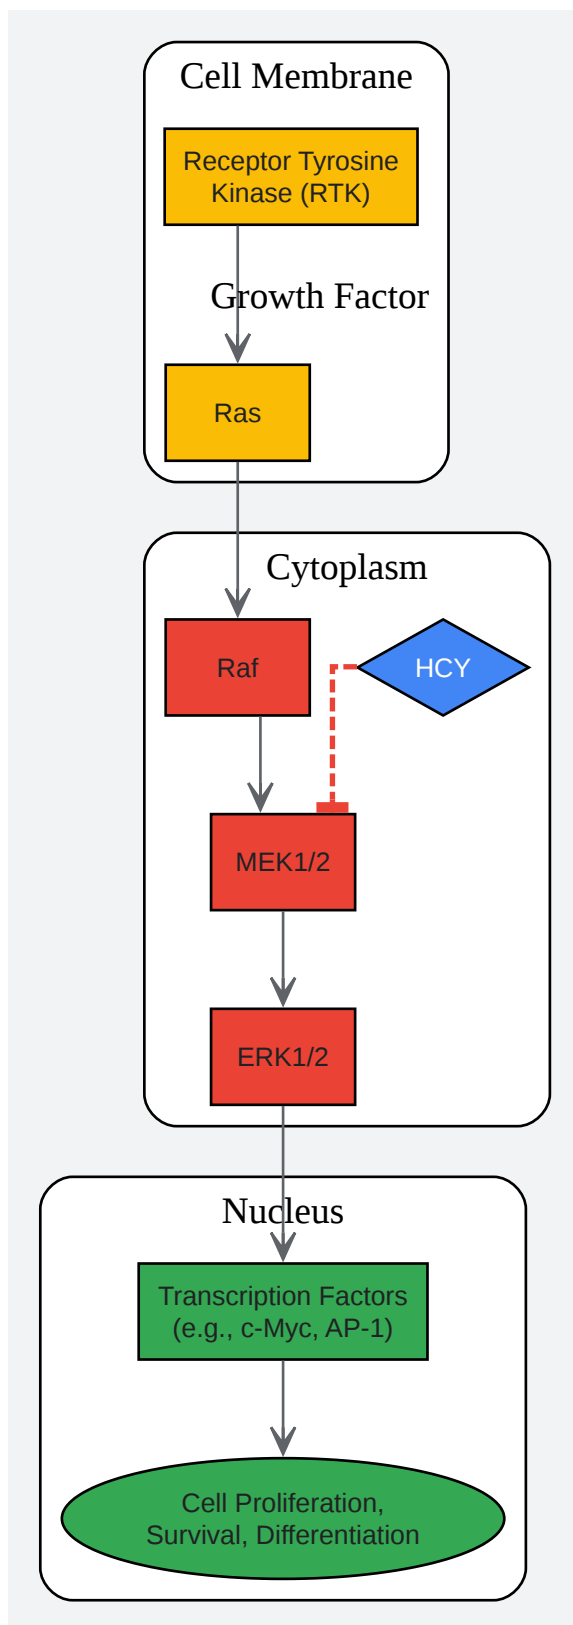 Cell Membrane
Receptor Tyrosine
Kinase (RTK)
Growth Factor
Ras
Cytoplasm
Raf
HCY
MEK1/2
ERK1/2
Nucleus
Transcription Factors
(e.g., c-Myc, AP-1)
Cell Proliferation,
Survival, Differentiation